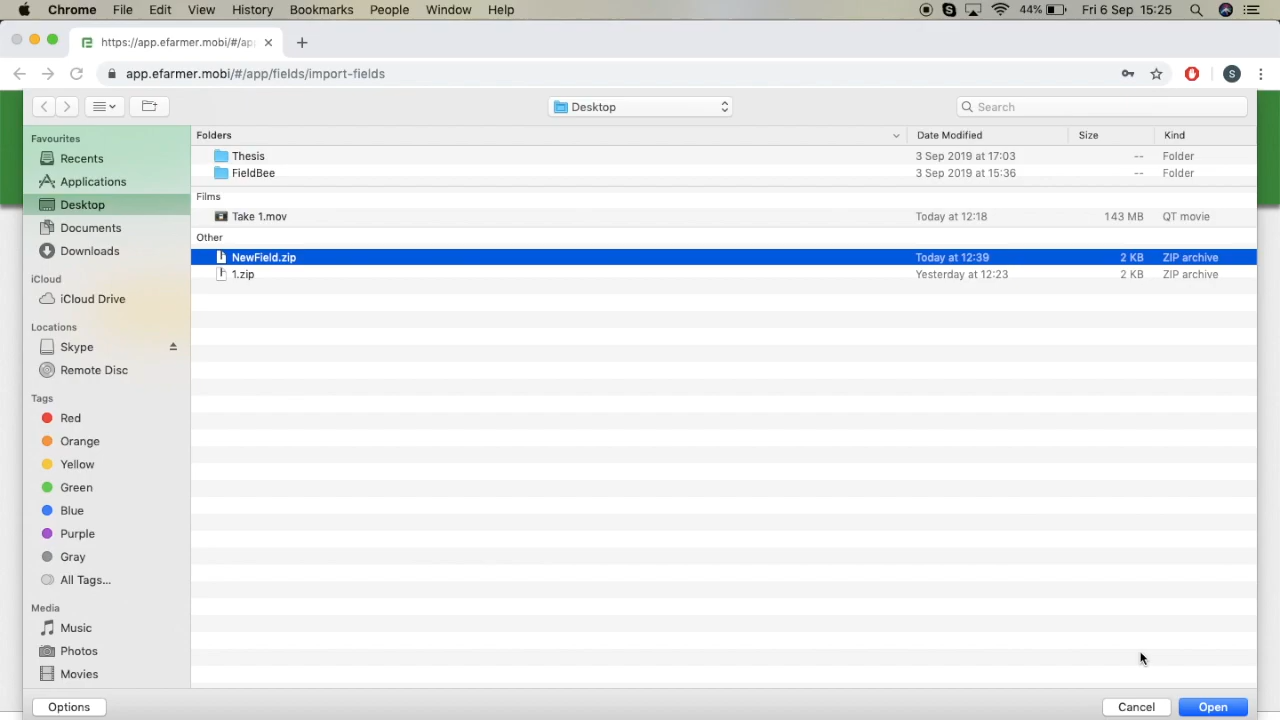 Chrome File Edit View History Bookmarks People Window Help 44% Fri 6 Sep 15:25
https://app.efarmer.mobi/#/ap
app.efarmer.mobi/#/app/fields/import-fields S
Desktop Search
Favourites
Recents
Applications
Desktop
Documents
Downloads
iCloud
iCloud Drive
Locations
Skype
Remote Disc
Tags
Red
Orange
Yellow
Green
Blue
Purple
Gray
All Tags...
Media
Music
Photos
Movies
Folders Date Modified Size Kind
Thesis 3 Sep 2019 at 17:03 -- Folder
FieldBee 3 Sep 2019 at 15:36 -- Folder
Films
Take 1.mov Today at 12:18 143 MB QT movie
Other
NewField.zip Today at 12:39 2 KB ZIP archive
1.zip Yesterday at 12:23 2 KB ZIP archive
Options Cancel Open